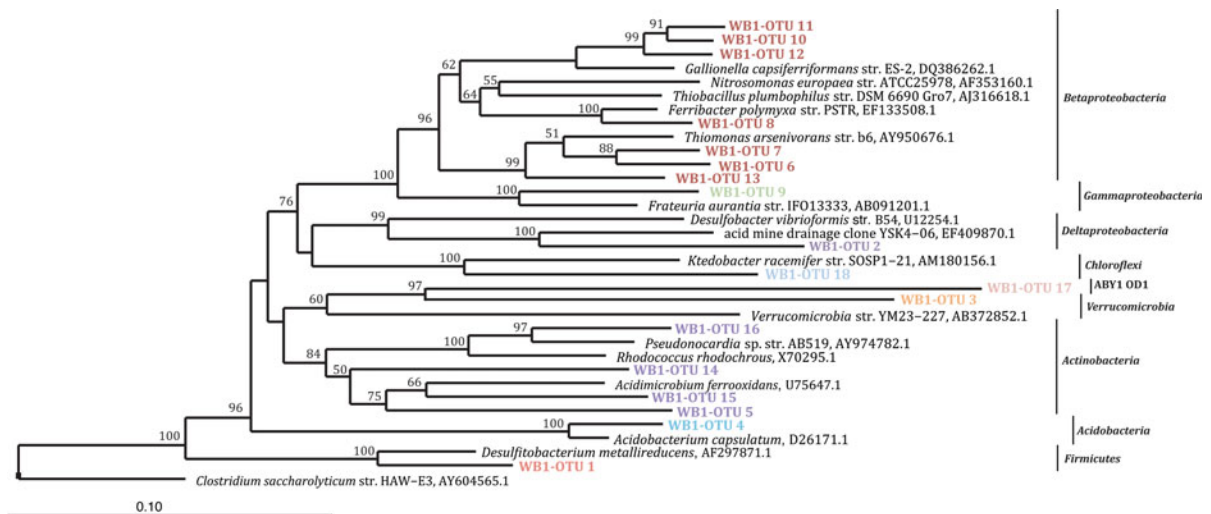 91
WB1-OTU 11
99
WB1-OTU 10
WB1-OTU 12
62
Gallionella capsiferriformans str. ES-2, DQ386262.1
55
Nitrosomonas europaea str. ATCC25978, AF353160.1
64
Thiobacillus plumbophilus str. DSM 6690 Gro7, AJ316618.1
Betaproteobacteria
100
Ferribacter polymyxa str. PSTR, EF133508.1
WB1-OTU 8
96
51
Thiomonas arsenivorans str. b6, AY950676.1
88
WB1-OTU 7
99
WB1-OTU 6
WB1-OTU 13
100
100
WB1-OTU 9
Gammaproteobacteria
Frateuria aurantia str. IFO13333, AB091201.1
76
99
Desulfobacter vibrioformis str. B54, U12254.1
100
acid mine drainage clone YSK4-06, EF409870.1
Deltaproteobacteria
WB1-OTU 2
100
Ktedobacter racemifer str. SOSP1-21, AM180156.1
Chloroflexi
WB1-OTU 18
97
WB1-OTU 17
ABY1 OD1
60
WB1-OTU 3
Verrucomicrobia
Verrucomicrobia str. YM23-227, AB372852.1
97
WB1-OTU 16
100
Pseudonocardia sp. str. AB519, AY974782.1
84
Rhodococcus rhodochrous, X70295.1
Actinobacteria
50
WB1-OTU 14
66
Acidimicrobium ferrooxidans, U75647.1
75
WB1-OTU 15
WB1-OTU 5
96
100
WB1-OTU 4
Acidobacteria
Acidobacterium capsulatum, D26171.1
100
100
Desulfitobacterium metallireducens, AF297871.1
Firmicutes
WB1-OTU 1
Clostridium saccharolyticum str. HAW-E3, AY604565.1
0.10